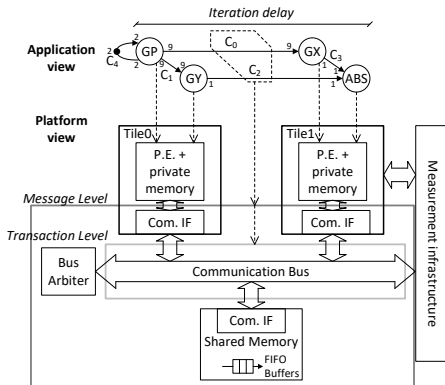 Iteration delay
Application
view
2
2
2
C4
GP
9
9
C1
9
GY
1
C0
C2
9
GX
1
C3
1
1
ABS
Platform
view
Tile0
Tile1
P.E. +
private
memory
P.E. +
private
memory
Message Level
Com. IF
Com. IF
Transaction Level
Bus
Arbiter
Communication Bus
Com. IF
Shared Memory
FIFO
Buffers
Measurement infrastructure